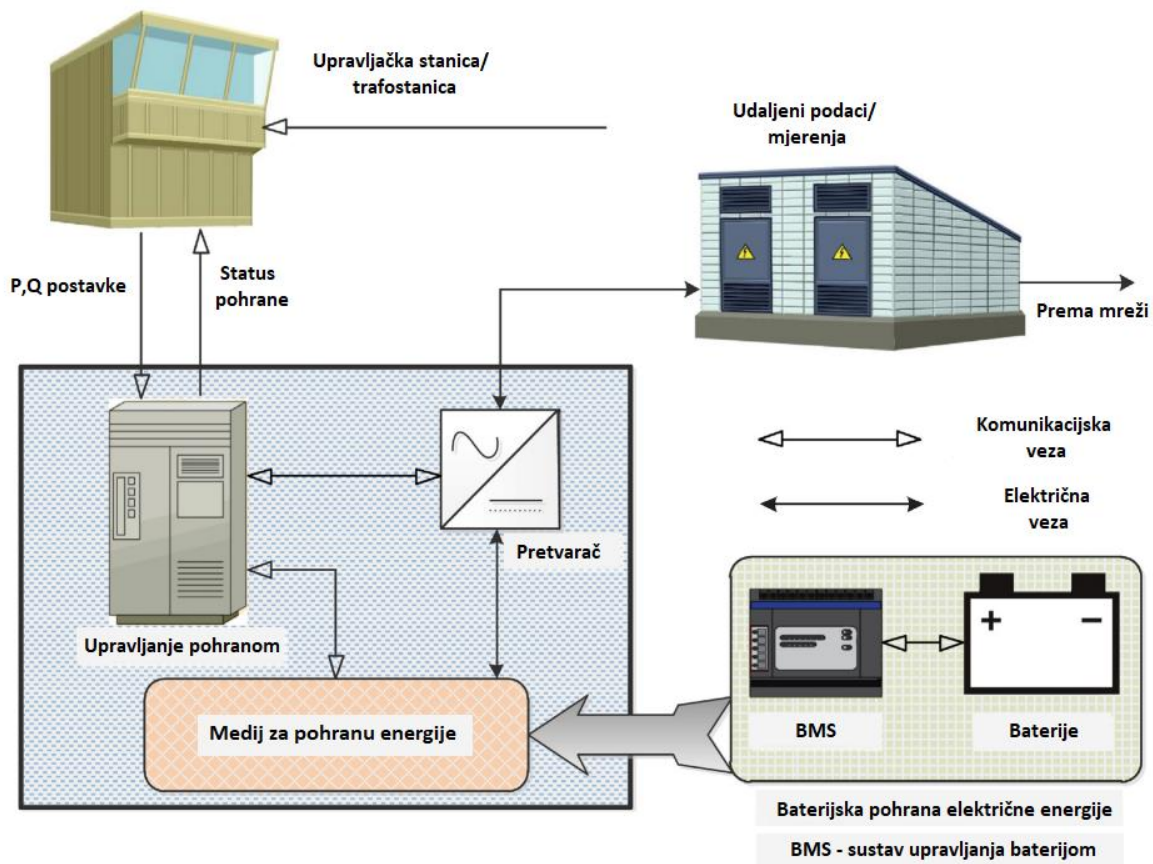 Upravljačka stanica/
trafostanica
Udaljeni podaci/
mjerenja
P,Q postavke
Status
pohrane
Prema mreži
Komunikacijska
veza
Električna
veza
Pretvarač
Upravljanje pohranom
Medij za pohranu energije
+ −
BMS
Baterije
Baterijska pohrana električne energije
BMS - sustav upravljanja baterijom